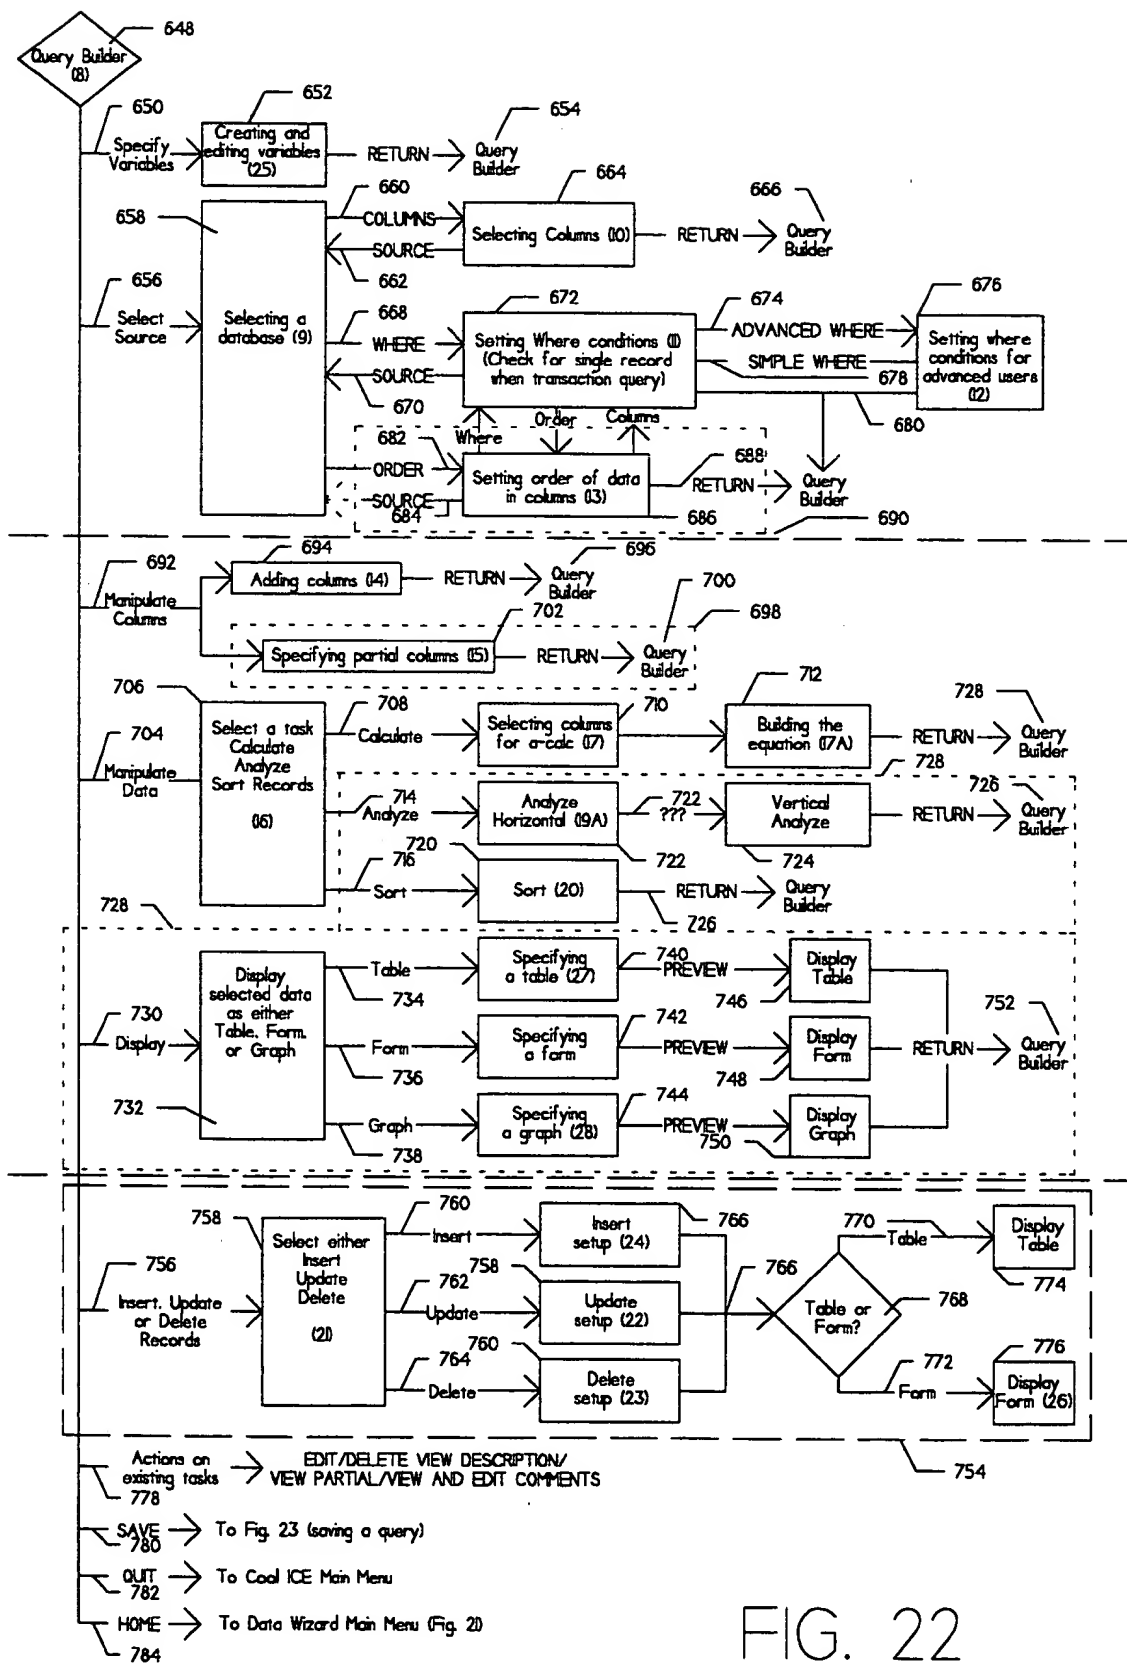 648
Query Builder
(8)
650
652
654
Specify
Variables
Creating and
editing variables
(25)
RETURN
Query
Builder
656
Select
Source
658
Selecting a
database (9)
660
COLUMNS
SOURCE
662
664
Selecting Columns (10)
RETURN
666
Query
Builder
668
WHERE
SOURCE
670
672
Setting Where conditions (11)
(Check for single record
when transaction query)
674
ADVANCED WHERE
SIMPLE WHERE
678
676
Setting where
conditions for
advanced users
(12)
680
Where
Order
Columns
682
ORDER
SOURCE
684
Setting order of data
in columns (13)
686
688
RETURN
Query
Builder
690
692
Manipulate
Columns
694
Adding columns (14)
RETURN
696
Query
Builder
698
702
Specifying partial columns (15)
RETURN
700
Query
Builder
704
Manipulate
Data
706
Select a task
Calculate
Analyze
Sort Records
(16)
708
Calculate
710
Selecting columns
for a-calc (17)
712
Building the
equation (17A)
RETURN
728
Query
Builder
728
714
Analyze
Analyze
Horizontal (19A)
722
722
???
Vertical
Analyze
724
RETURN
726
Query
Builder
716
Sort
720
Sort (20)
726
RETURN
Query
Builder
728
730
Display
Display
selected data
as either
Table, Form,
or Graph
732
Table
734
Specifying
a table (27)
740
PREVIEW
746
Display
Table
Form
736
Specifying
a form
742
PREVIEW
748
Display
Form
RETURN
752
Query
Builder
Graph
738
Specifying
a graph (28)
744
PREVIEW
750
Display
Graph
756
Insert, Update
or Delete
Records
758
Select either
Insert
Update
Delete
(21)
760
Insert
Insert
setup (24)
766
762
Update
758
Update
setup (22)
766
764
Delete
760
Delete
setup (23)
Table or
Form?
768
770
Table
Display
Table
774
772
Form
776
Display
Form (26)
754
Actions on
existing tasks
778
EDIT/DELETE VIEW DESCRIPTION/
VIEW PARTIAL/VIEW AND EDIT COMMENTS
SAVE
780
To Fig. 23 (saving a query)
QUIT
782
To Cool ICE Main Menu
HOME
784
To Data Wizard Main Menu (Fig. 21)
FIG. 22